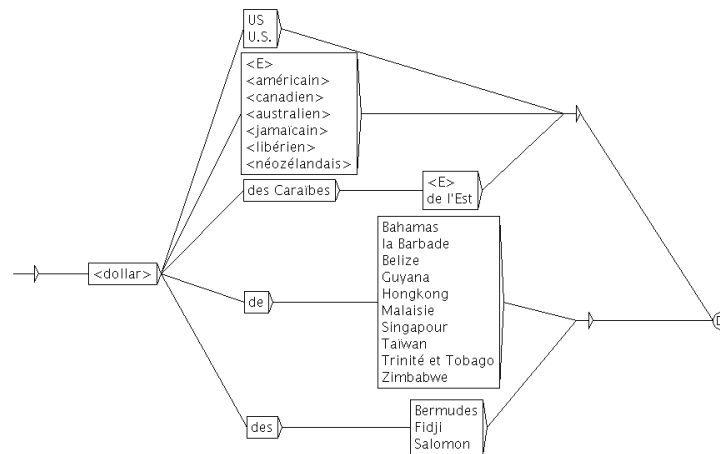 US
U.S.
<E>
<américain>
<canadien>
<australien>
<jamaïcain>
<libérien>
<néozélandais>
des Caraïbes
<E>
de l'Est
<dollar>
de
Bahamas
la Barbade
Belize
Guyana
Hongkong
Malaisie
Singapour
Taïwan
Trinité et Tobago
Zimbabwe
des
Bermudes
Fidji
Salomon